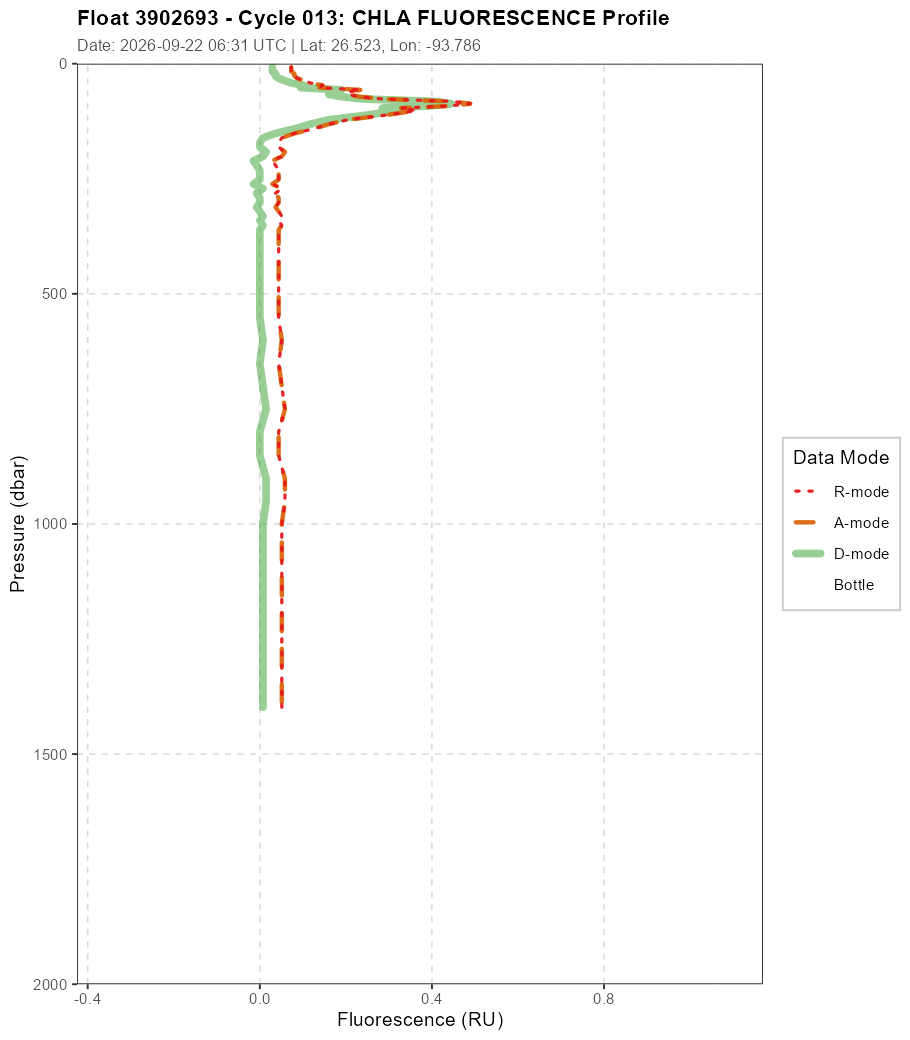 Float 3902693 - Cycle 013: CHLA FLUORESCENCE Profile
Date: 2026-09-22 06:31 UTC | Lat: 26.523, Lon: -93.786
0
500
1000
1500
2000
Pressure (dbar)
-0.4
0.0
0.4
0.8
Fluorescence (RU)
Data Mode
R-mode
A-mode
D-mode
Bottle